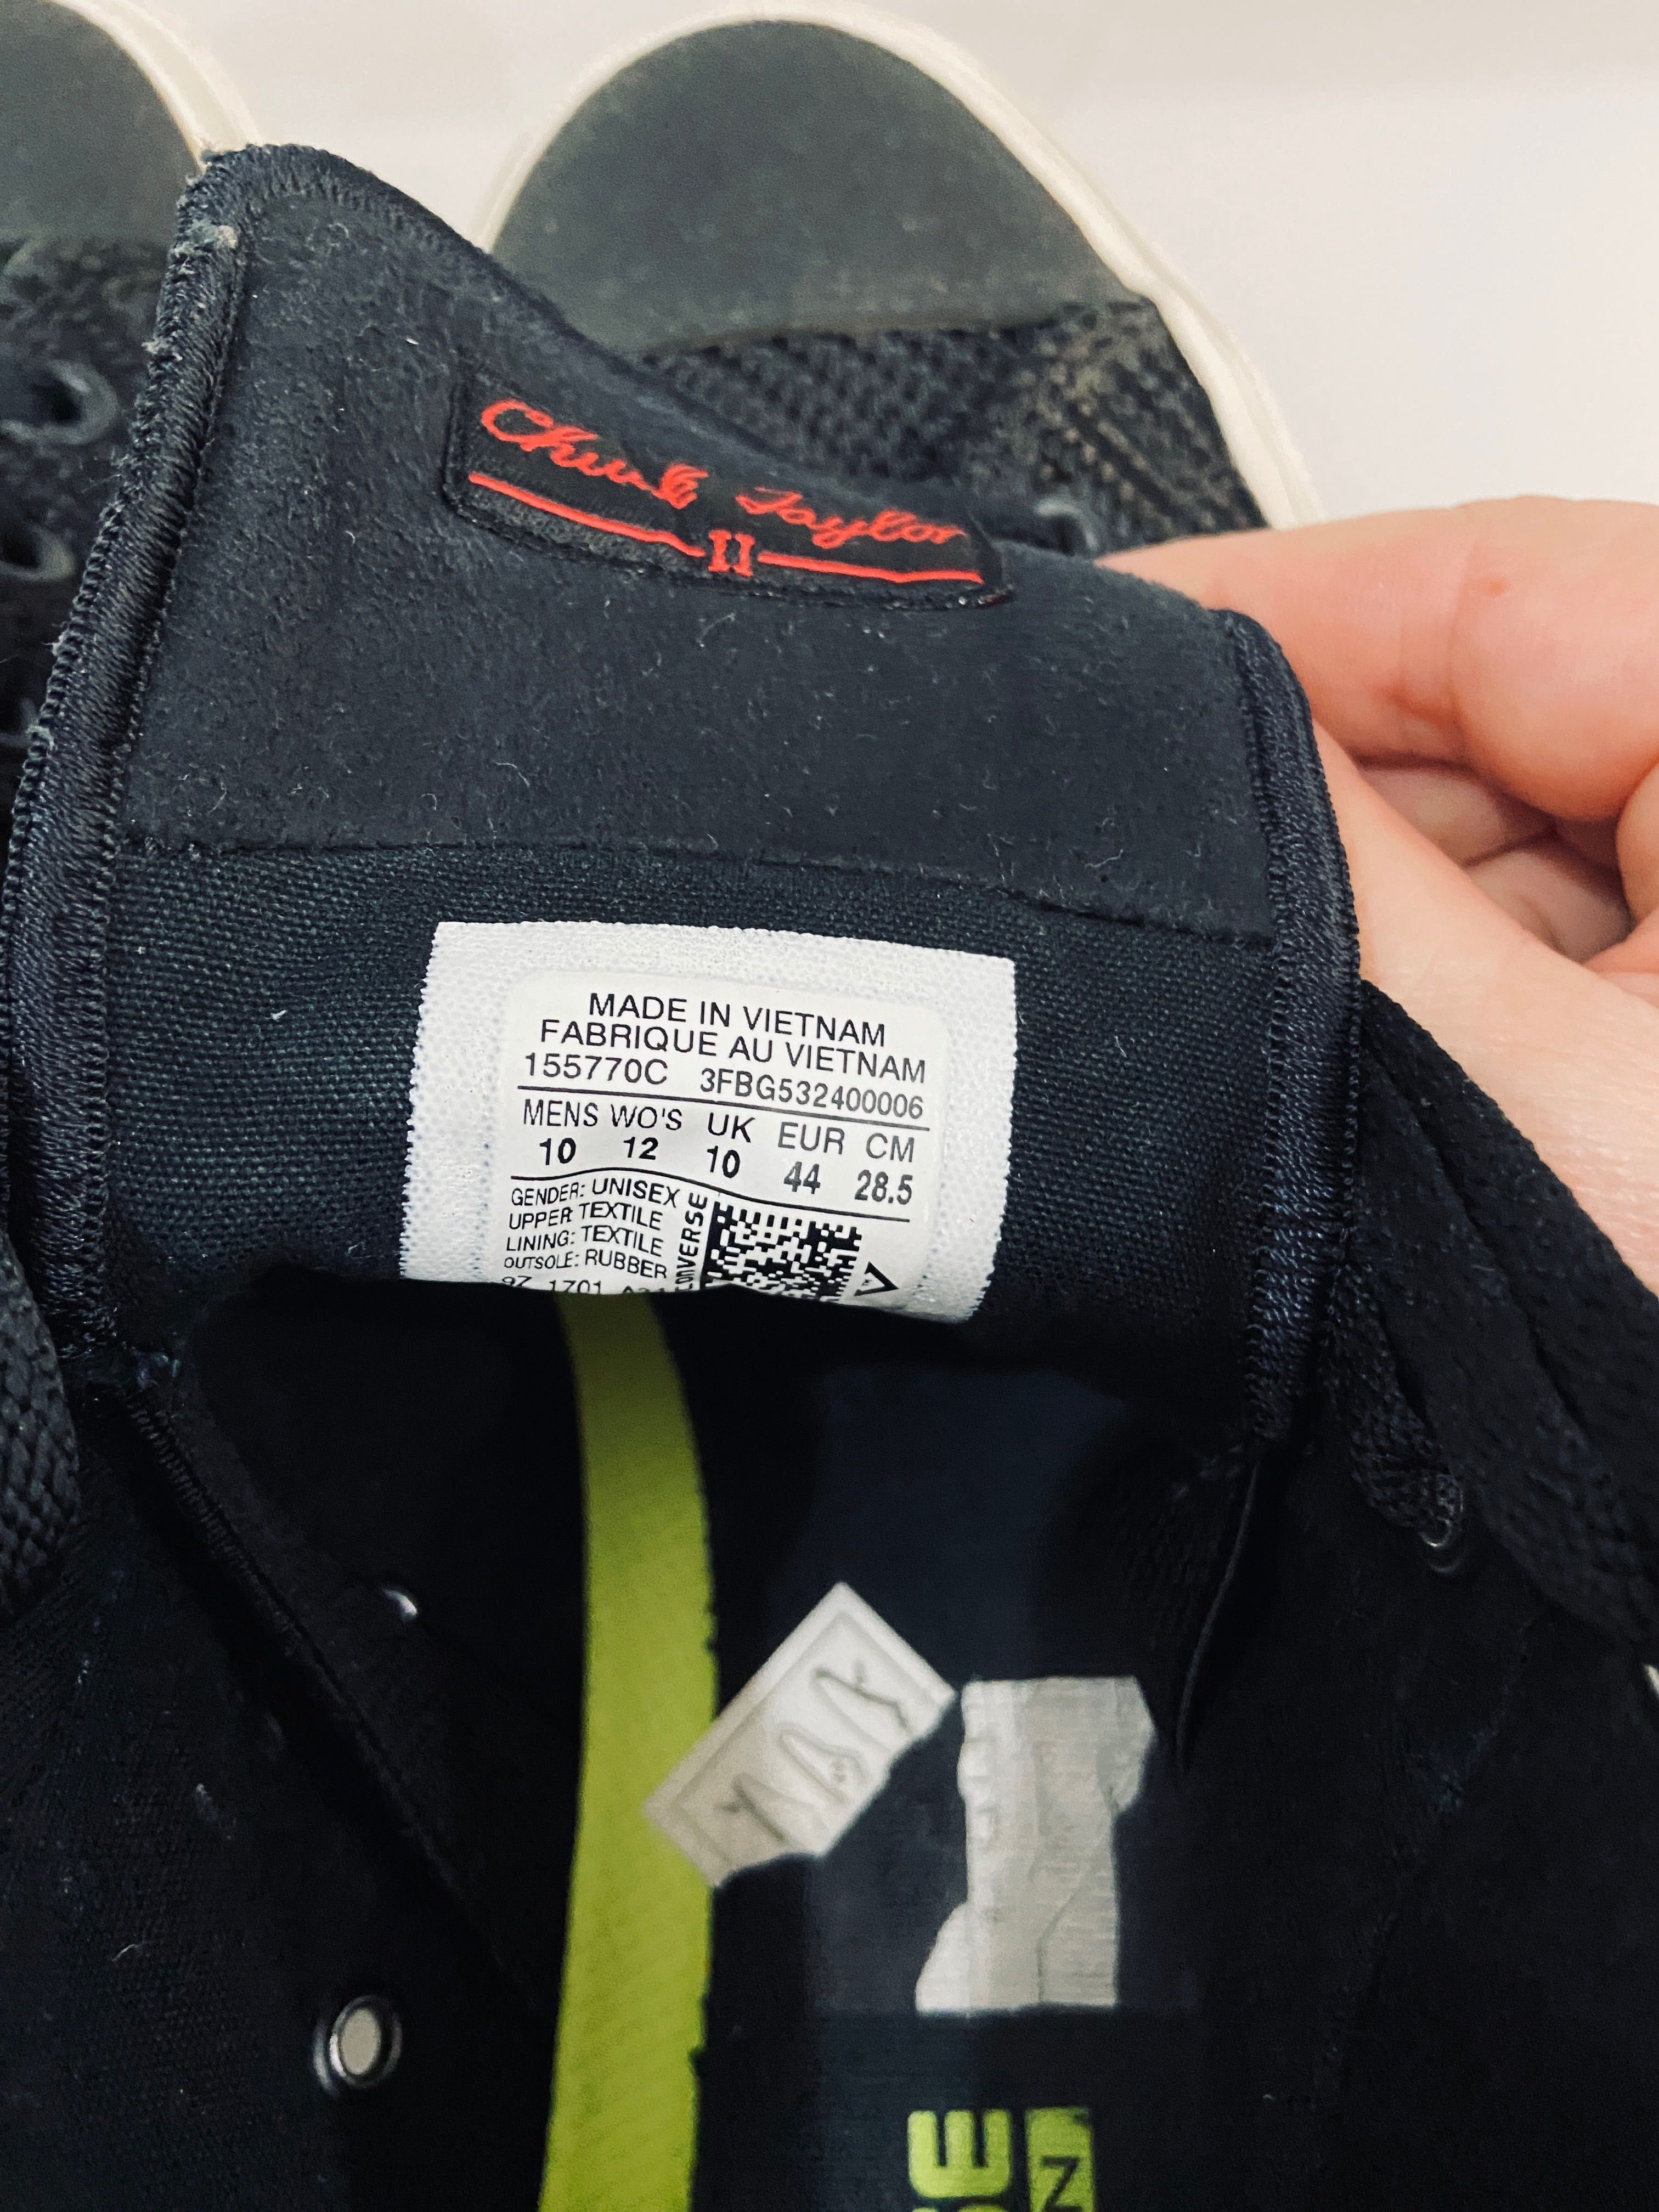 Chuck Taylor
II
MADE IN VIETNAM
FABRIQUE AU VIETNAM
155770C 3FBG532400006
MENS WO'S UK EUR CM
10 12 10 44 28.5
GENDER: UNISEX
UPPER TEXTILE
LINING: TEXTILE
OUTSOLE: RUBBER
CONVERSE
1701